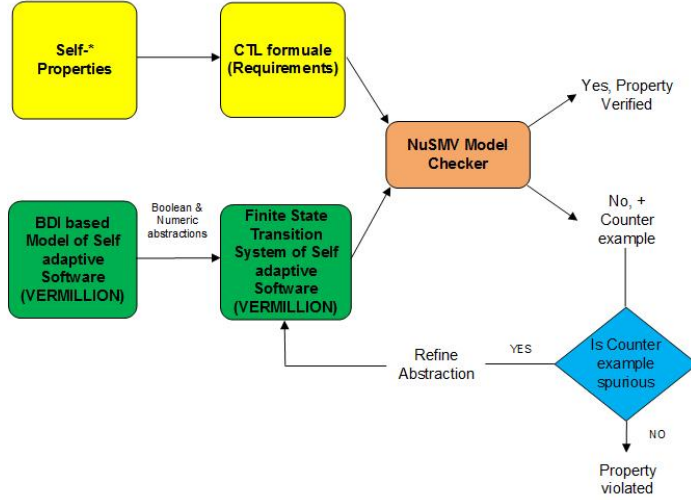 Self-*
Properties
CTL formuale
(Requirements)
Yes, Property
Verified
NuSMV Model
Checker
No, +
Counter
example
BDI based
Model of Self
adaptive
Software
(VERMILLION)
Boolean &
Numeric
abstractions
Finite State
Transition
System of Self
adaptive
Software
(VERMILLION)
Is Counter
example
spurious
YES
Refine
Abstraction
NO
Property
violated